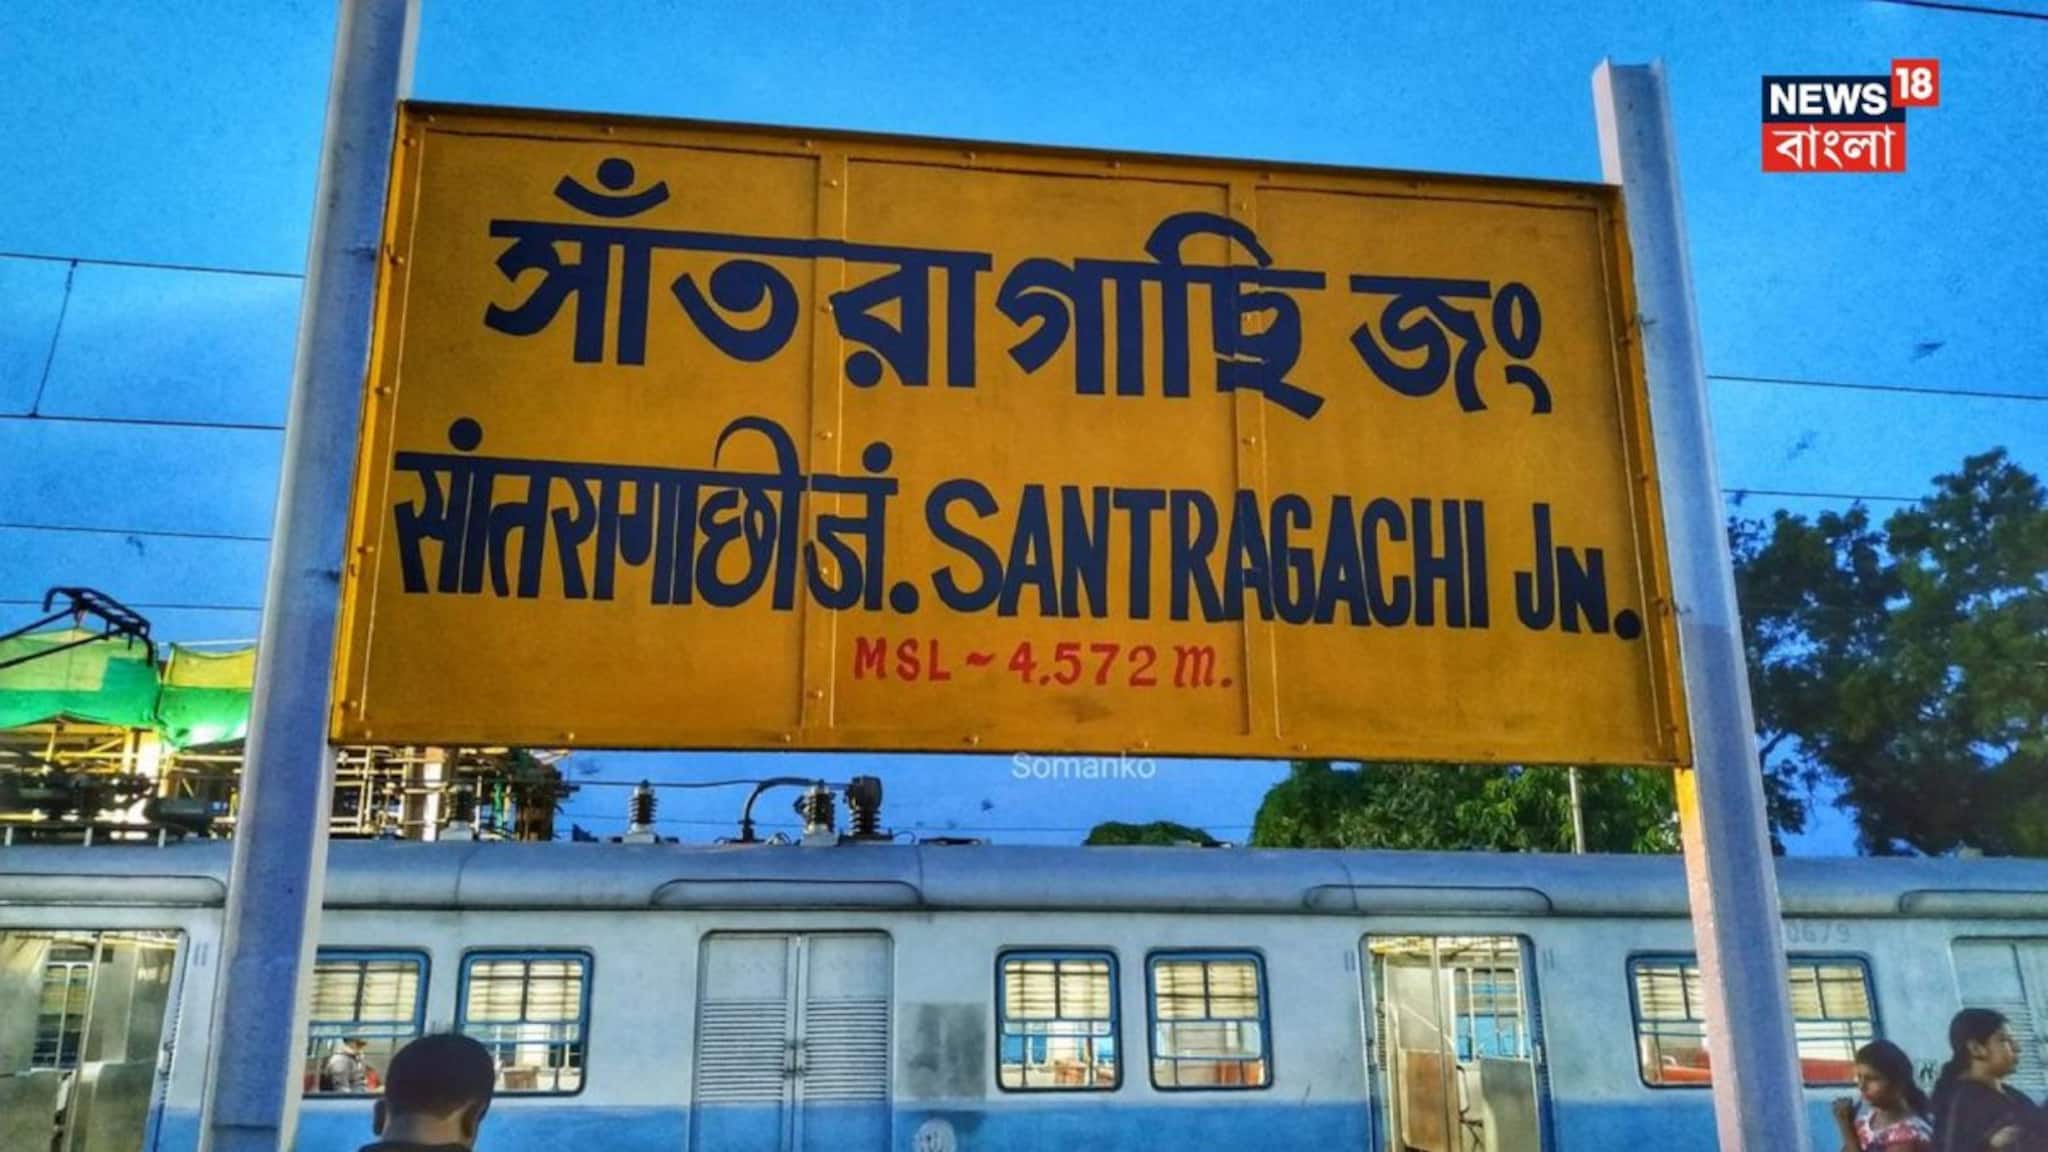 NEWS 18
বাংলা
সাঁতরাগাছি জং
सांतरागाछी जं. SANTRAGACHI JN.
MSL ~ 4.572 m.
Somanko